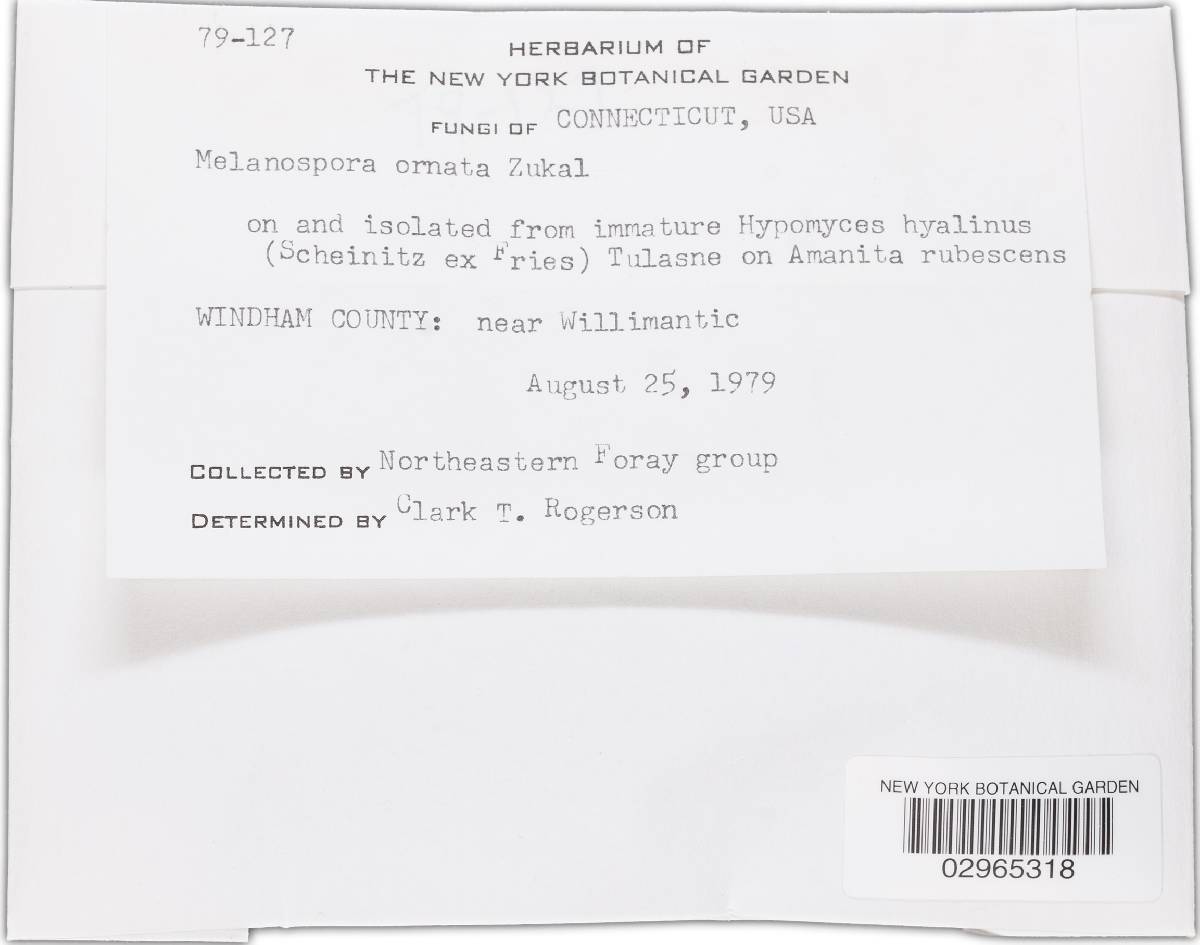 79-127
HERBARIUM OF
THE NEW YORK BOTANICAL GARDEN
FUNGI OF CONNECTICUT, USA
Melanospora ornata Zukal
on and isolated from immature Hypomyces hyalinus
(Scheinitz ex Fries) Tulasne on Amanita rubescens
WINDHAM COUNTY: near Willimantic
August 25, 1979
COLLECTED BY Northeastern Foray group
DETERMINED BY Clark T. Rogerson
NEW YORK BOTANICAL GARDEN
02965318